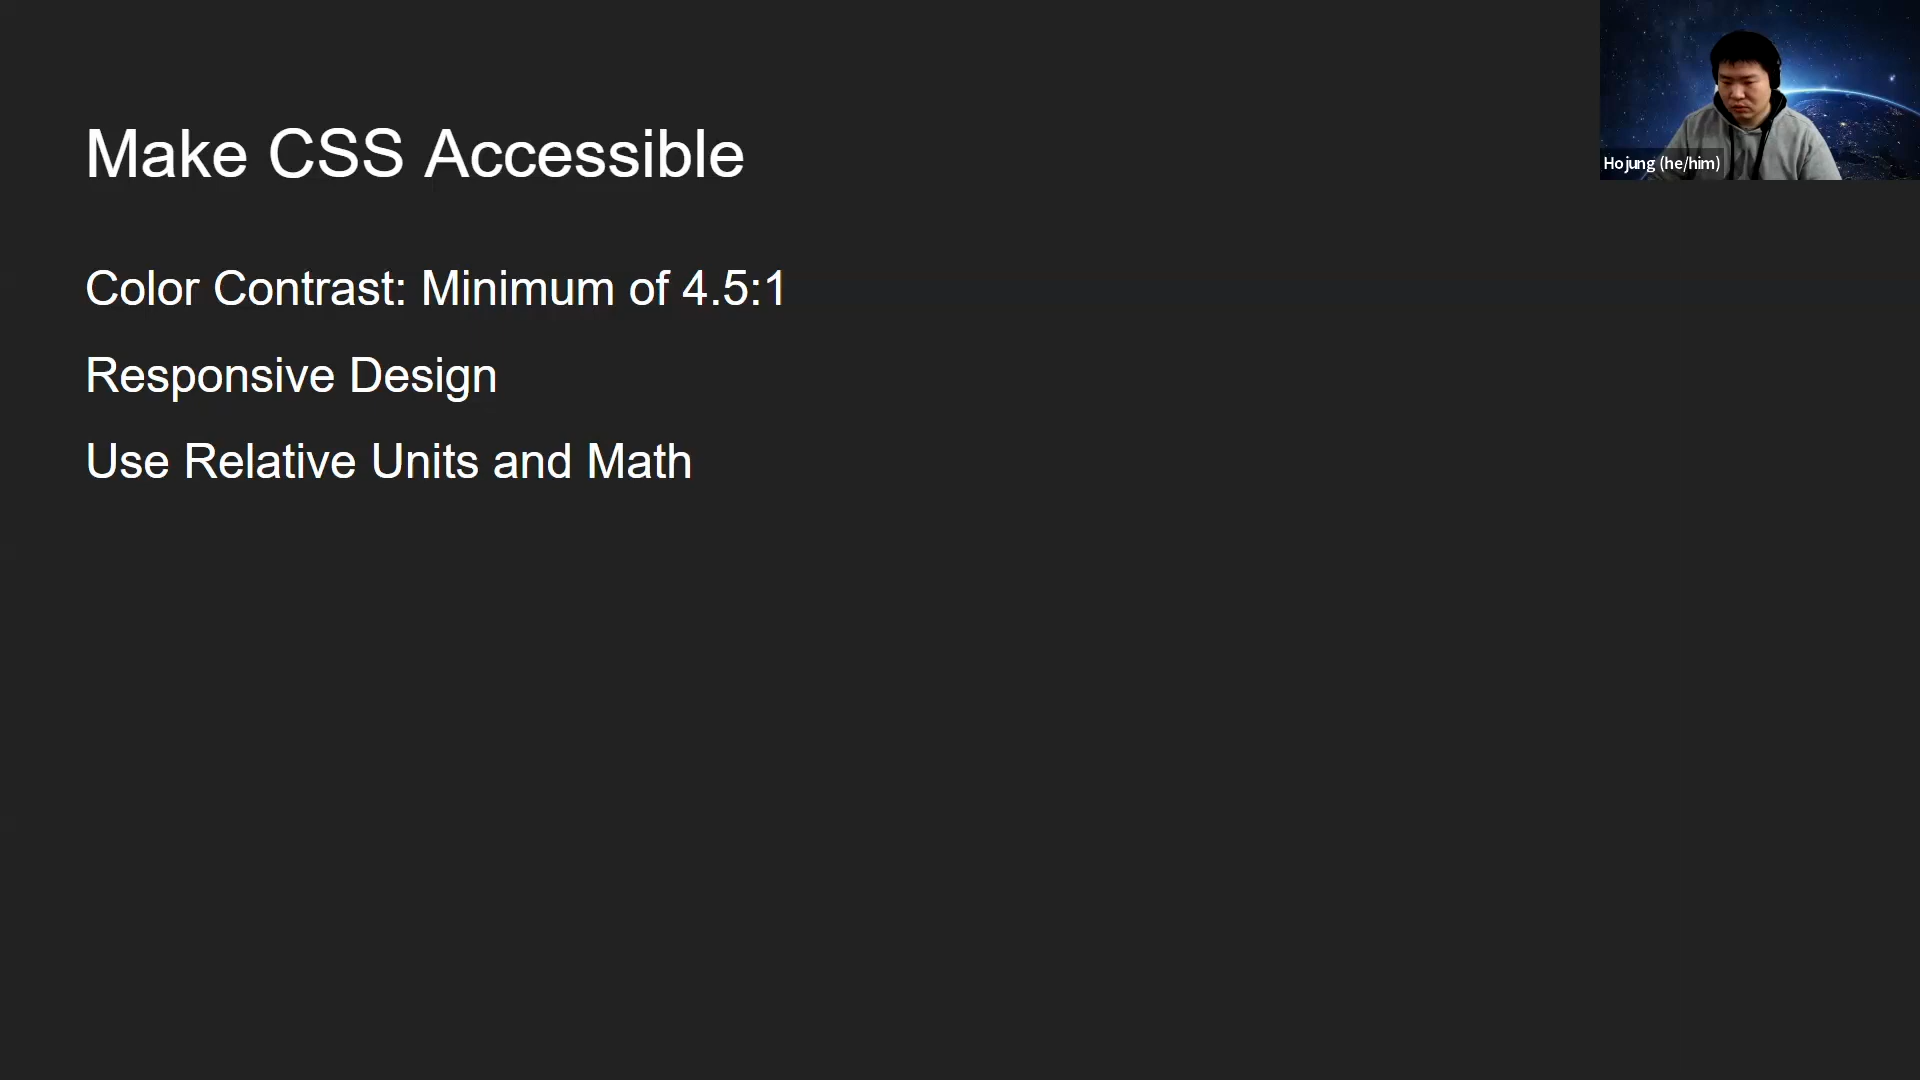 Make CSS Accessible
Color Contrast: Minimum of 4.5:1
Responsive Design
Use Relative Units and Math
Hojung (he/him)